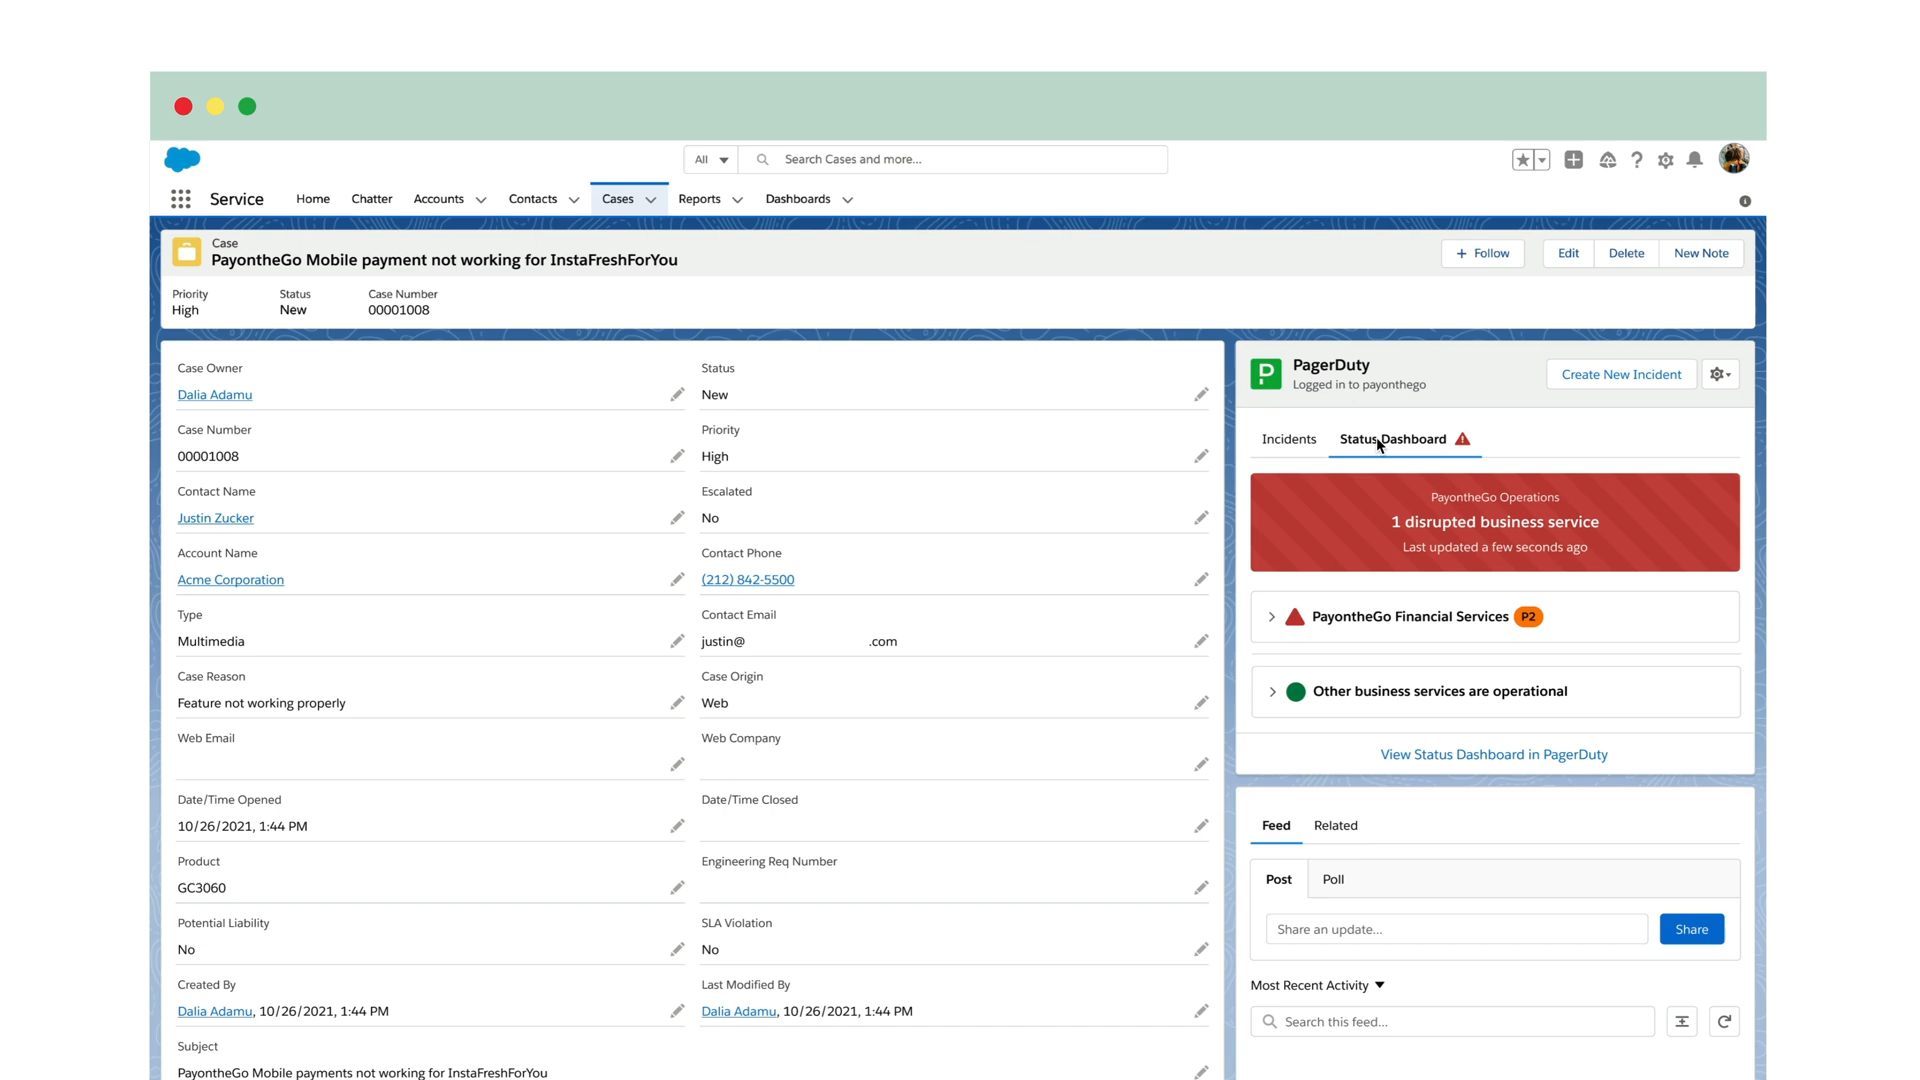 All
Search Cases and more...
Service
Home
Chatter
Accounts
Contacts
Cases
Reports
Dashboards
Case
PayontheGo Mobile payment not working for InstaFreshForYou
+ Follow
Edit
Delete
New Note
Priority
High
Status
New
Case Number
00001008
Case Owner
Dalia Adamu
Status
New
Case Number
00001008
Priority
High
Contact Name
Justin Zucker
Escalated
No
Account Name
Acme Corporation
Contact Phone
(212) 842-5500
Type
Multimedia
Contact Email
justin@ .com
Case Reason
Feature not working properly
Case Origin
Web
Web Email
Web Company
Date/Time Opened
10/26/2021, 1:44 PM
Date/Time Closed
Product
GC3060
Engineering Req Number
Potential Liability
No
SLA Violation
No
Created By
Dalia Adamu, 10/26/2021, 1:44 PM
Last Modified By
Dalia Adamu, 10/26/2021, 1:44 PM
Subject
PayontheGo Mobile payments not working for InstaFreshForYou
P
PagerDuty
Logged in to payonthego
Create New Incident
Incidents
Status Dashboard
PayontheGo Operations
1 disrupted business service
Last updated a few seconds ago
PayontheGo Financial Services P2
Other business services are operational
View Status Dashboard in PagerDuty
Feed
Related
Post
Poll
Share an update...
Share
Most Recent Activity
Search this feed...